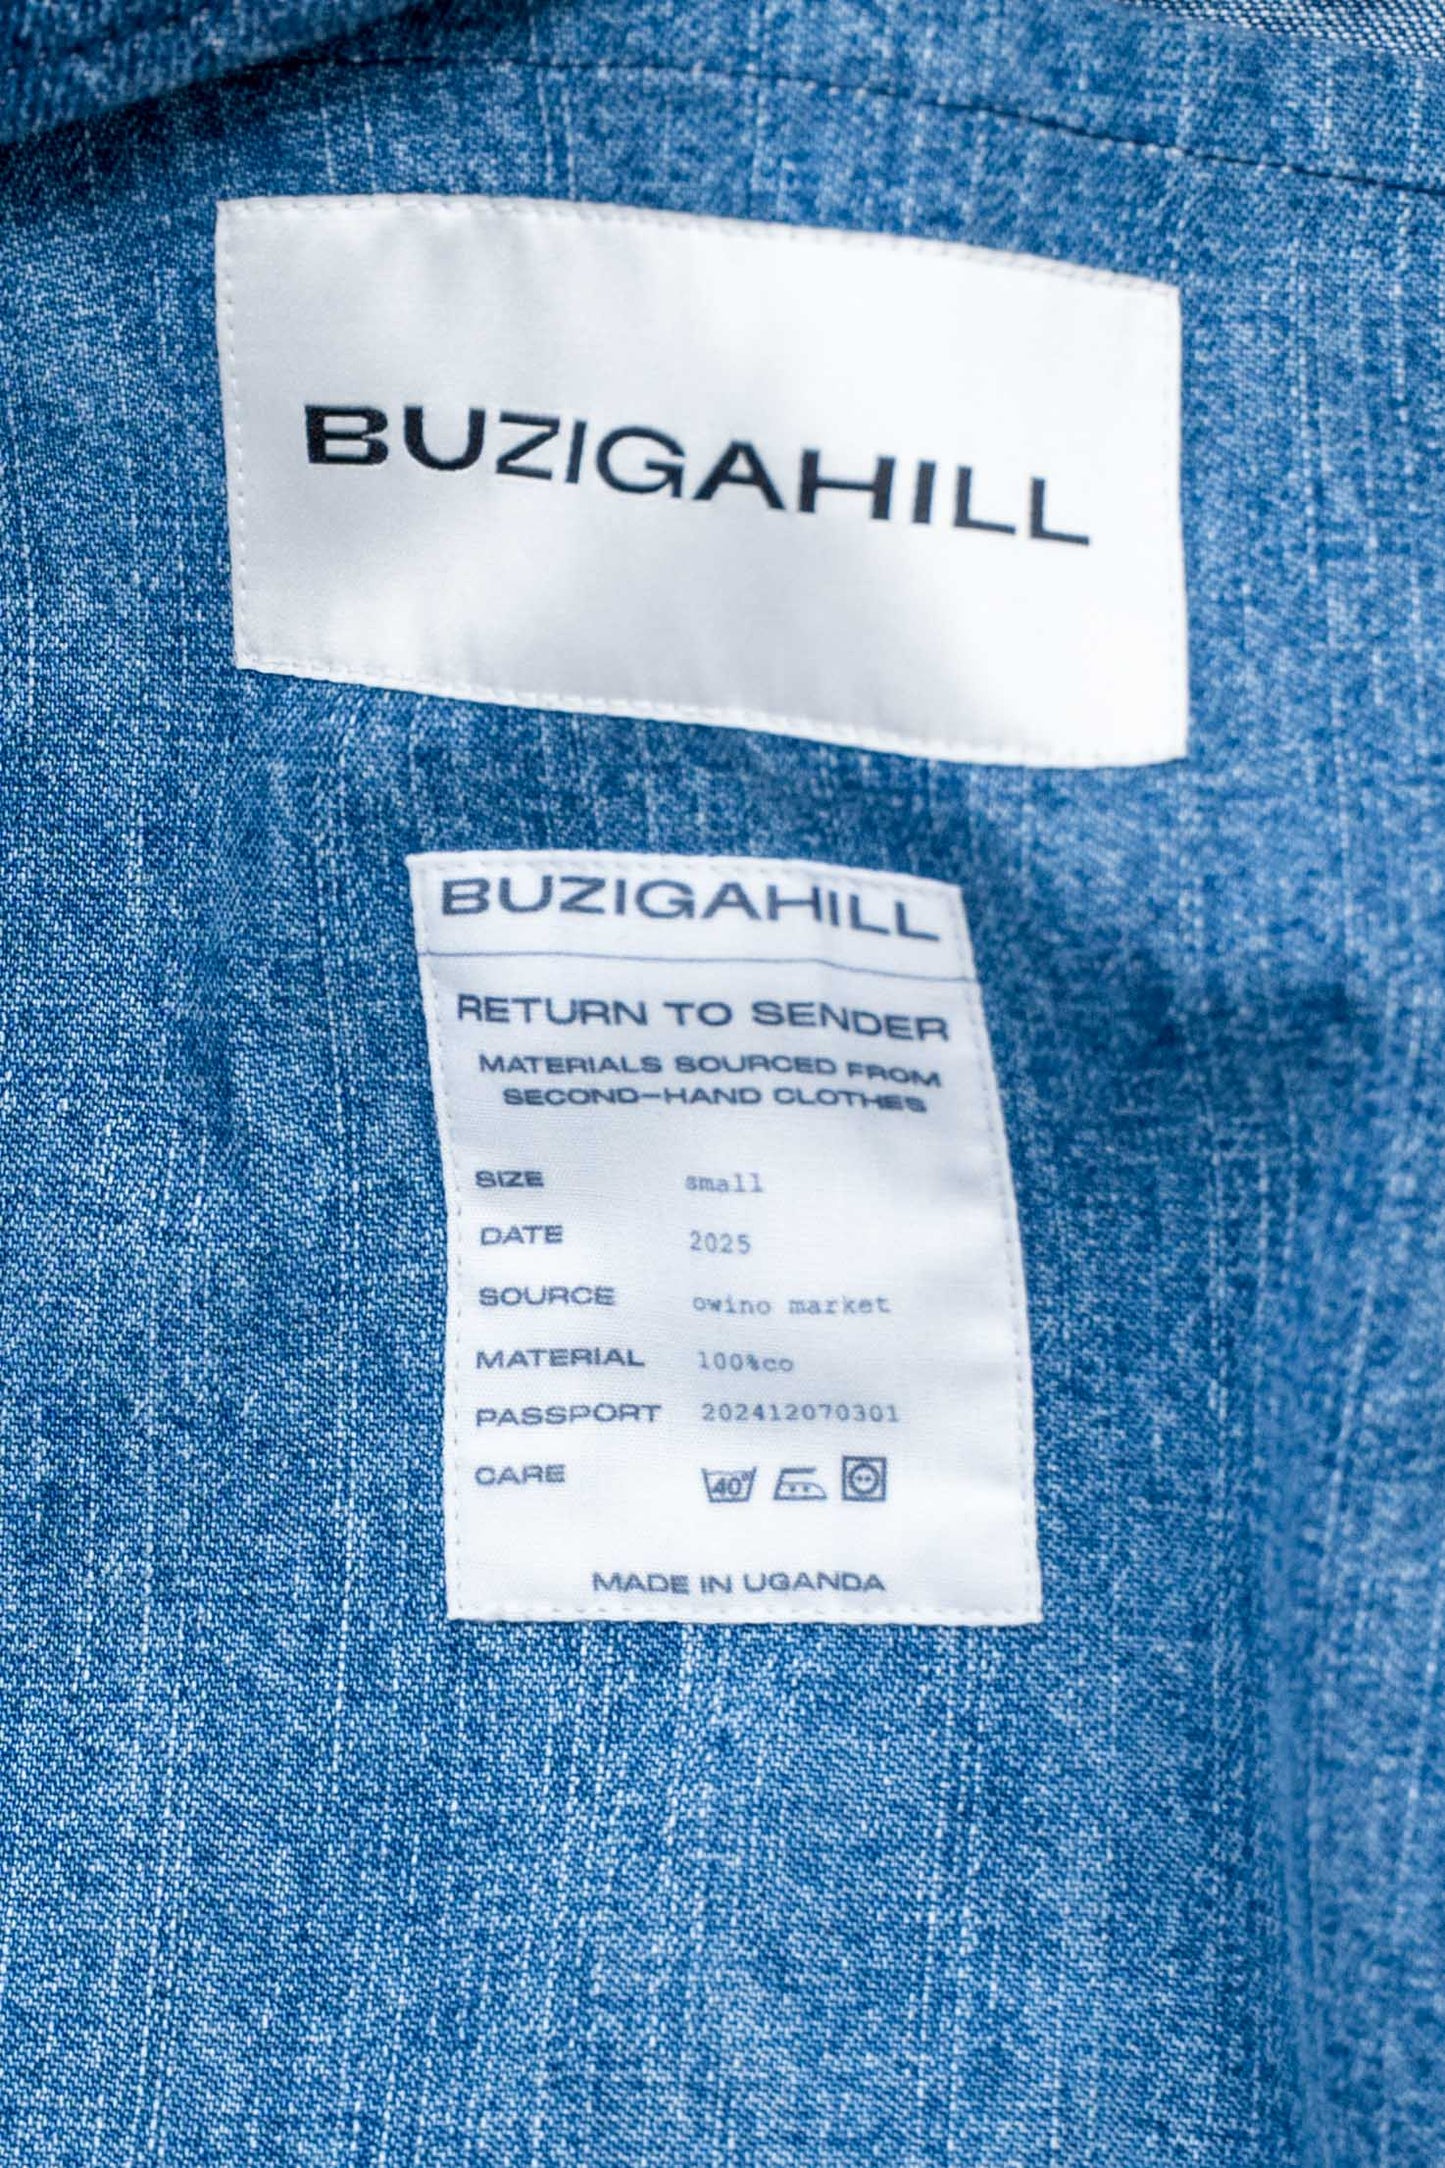 BUZIGAHILL
BUZIGAHILL
RETURN TO SENDER
MATERIALS SOURCED FROM
SECOND-HAND CLOTHES
SIZE small
DATE 2025
SOURCE owino market
MATERIAL 100%co
PASSPORT 202412070301
CARE 40°
MADE IN UGANDA